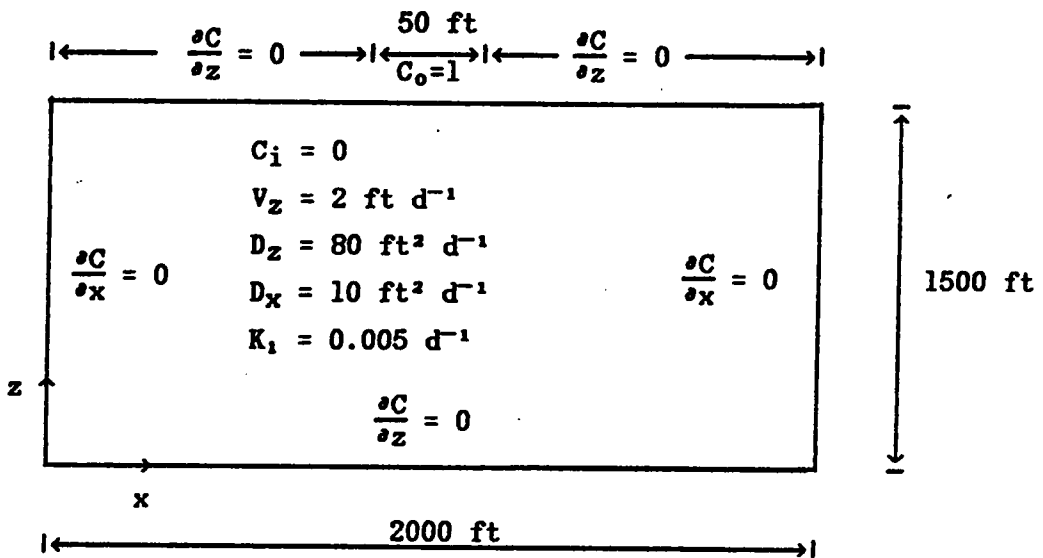 50 ft
∂C/∂z = 0
C₀=1
∂C/∂z = 0
Cᵢ = 0
V_z = 2 ft d⁻¹
D_z = 80 ft² d⁻¹
∂C/∂x = 0
D_x = 10 ft² d⁻¹
∂C/∂x = 0
1500 ft
K₁ = 0.005 d⁻¹
z
∂C/∂z = 0
x
2000 ft